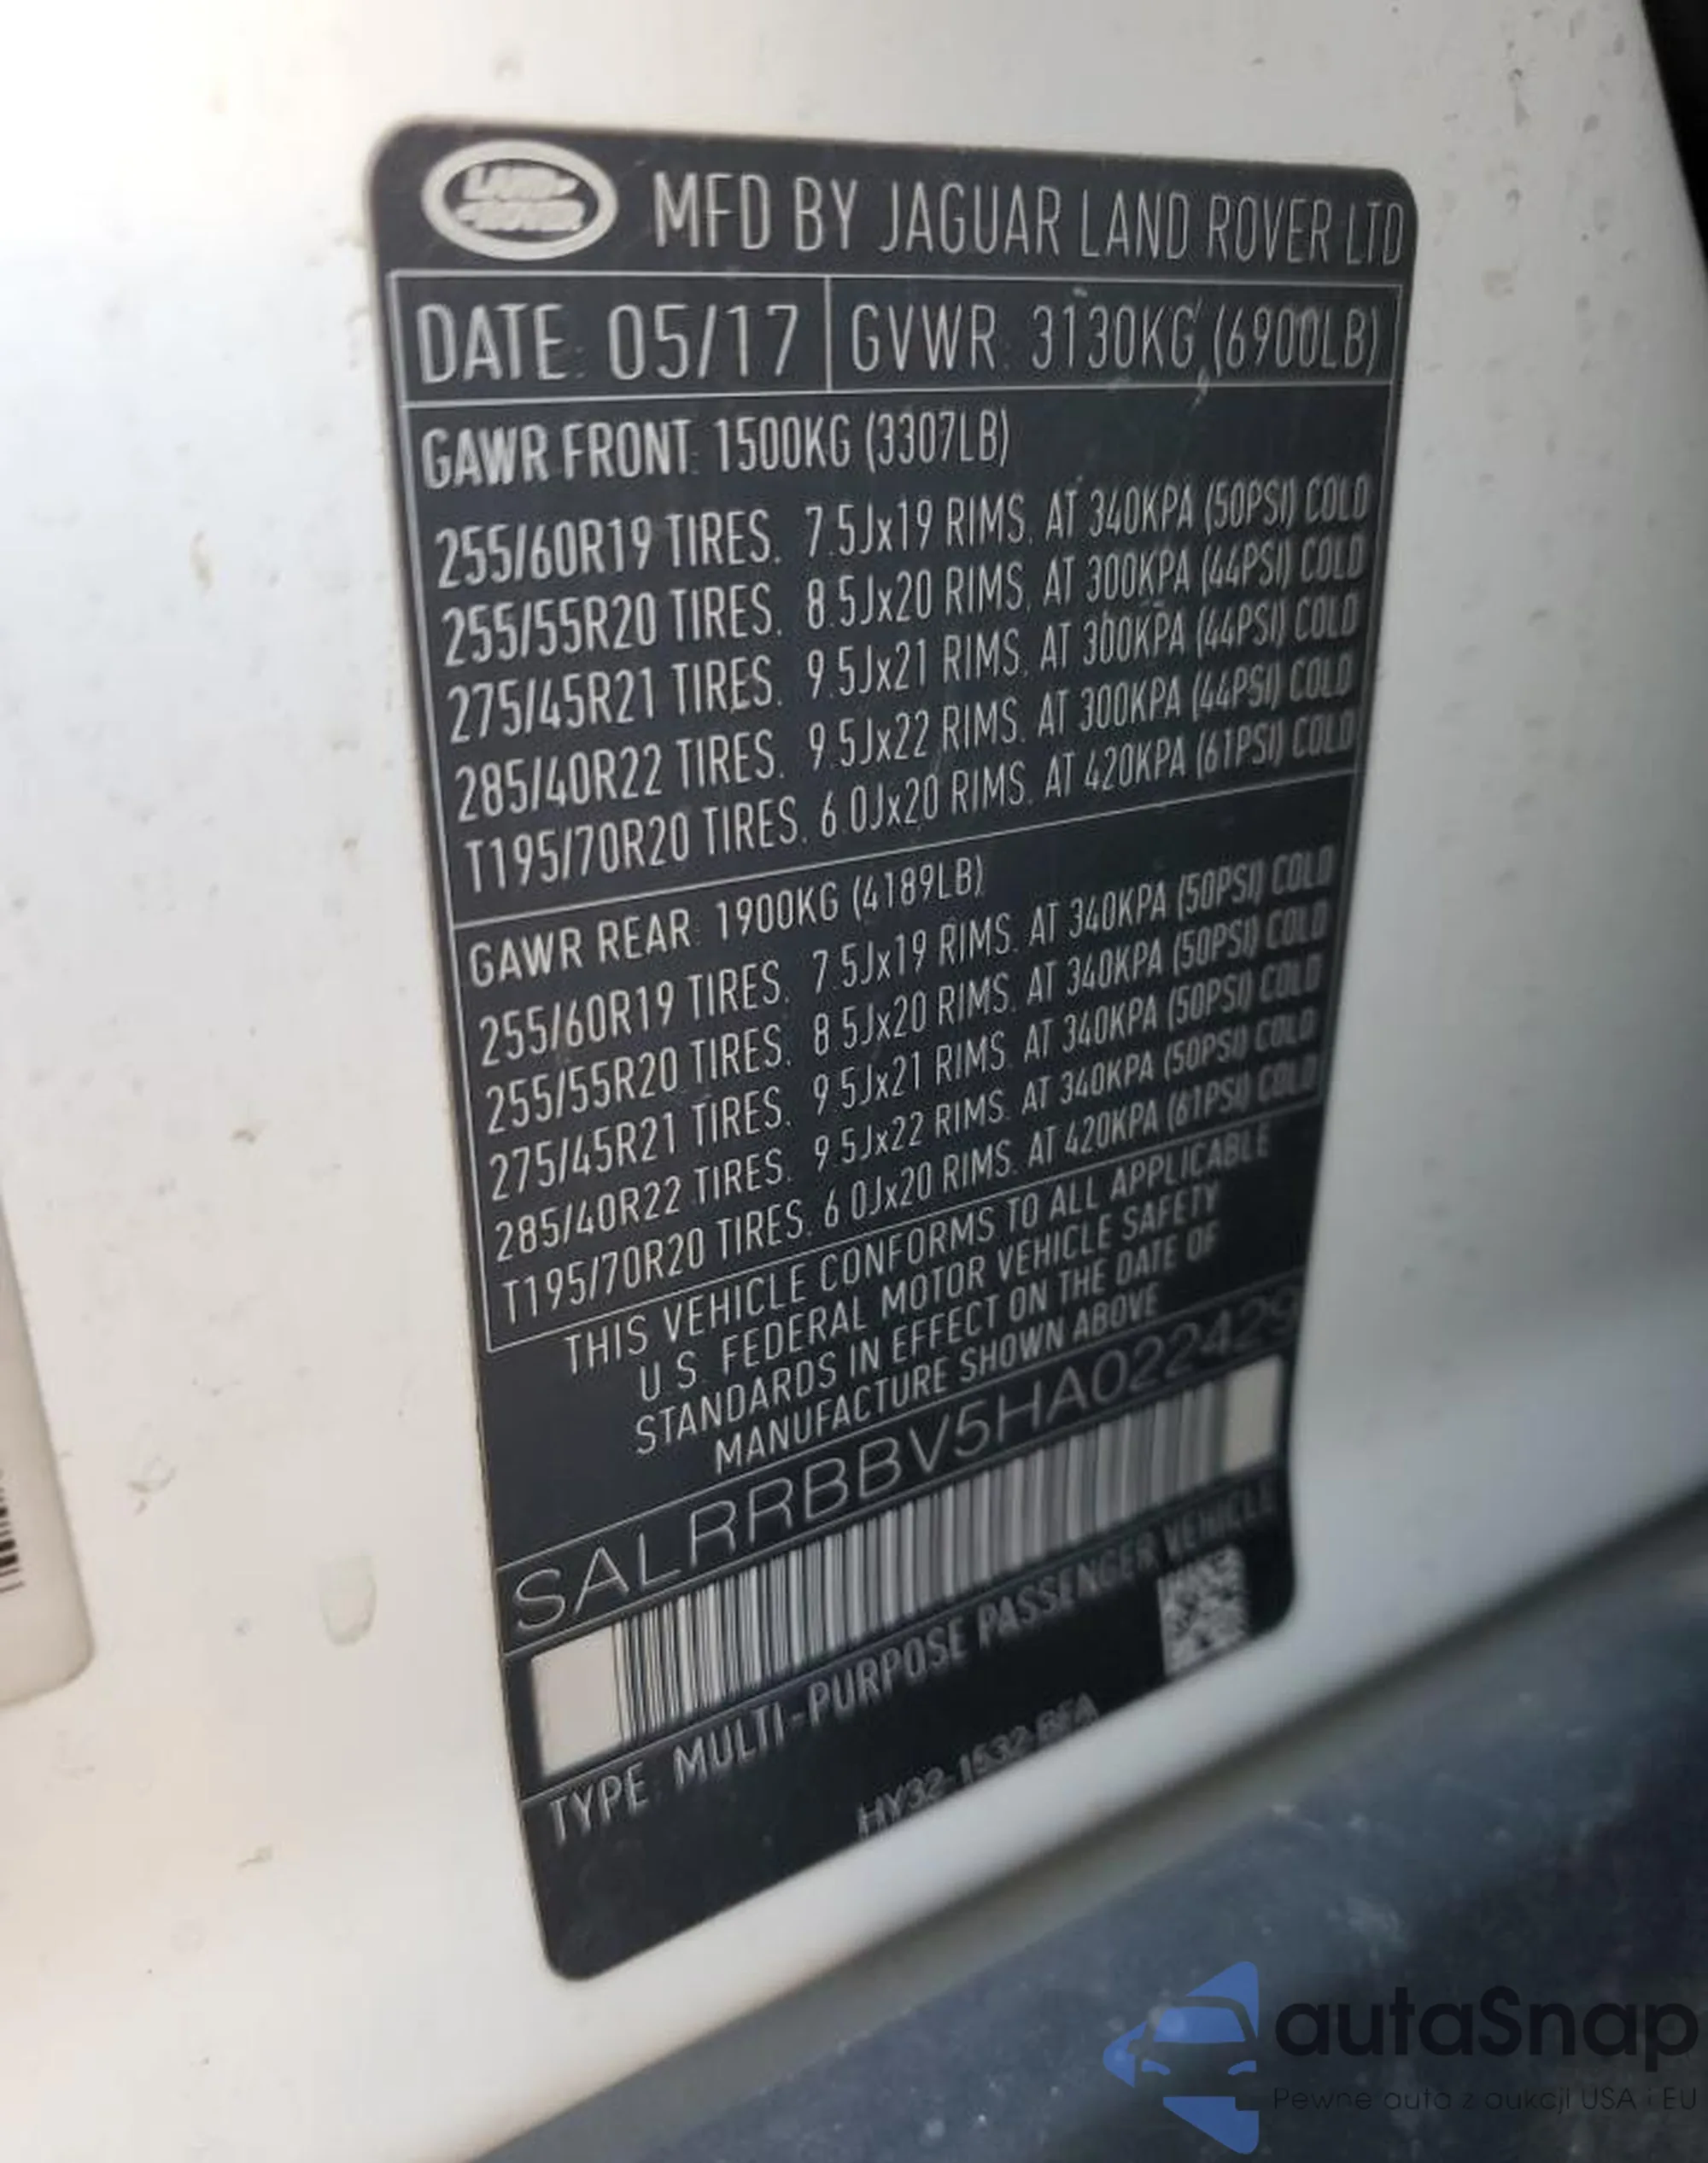 LAND ROVER
MFD BY JAGUAR LAND ROVER LTD
DATE: 05/17
GVWR: 3130KG (6900LB)
GAWR FRONT: 1500KG (3307LB)
255/60R19 TIRES, 7.5Jx19 RIMS, AT 340KPA (50PSI) COLD
255/55R20 TIRES, 8.5Jx20 RIMS, AT 300KPA (44PSI) COLD
275/45R21 TIRES, 9.5Jx21 RIMS, AT 300KPA (44PSI) COLD
285/40R22 TIRES, 9.5Jx22 RIMS, AT 300KPA (44PSI) COLD
T195/70R20 TIRES, 6.0Jx20 RIMS, AT 420KPA (61PSI) COLD
GAWR REAR: 1900KG (4189LB)
255/60R19 TIRES, 7.5Jx19 RIMS, AT 340KPA (50PSI) COLD
255/55R20 TIRES, 8.5Jx20 RIMS, AT 340KPA (50PSI) COLD
275/45R21 TIRES, 9.5Jx21 RIMS, AT 340KPA (50PSI) COLD
285/40R22 TIRES, 9.5Jx22 RIMS, AT 340KPA (50PSI) COLD
T195/70R20 TIRES, 6.0Jx20 RIMS, AT 420KPA (61PSI) COLD
THIS VEHICLE CONFORMS TO ALL APPLICABLE
U.S. FEDERAL MOTOR VEHICLE SAFETY
STANDARDS IN EFFECT ON THE DATE OF
MANUFACTURE SHOWN ABOVE
SALRRBBV5HA022429
TYPE: MULTI-PURPOSE PASSENGER VEHICLE
HY32-1532-BFA
autaSnap
Pewne auta z aukcji USA i EU